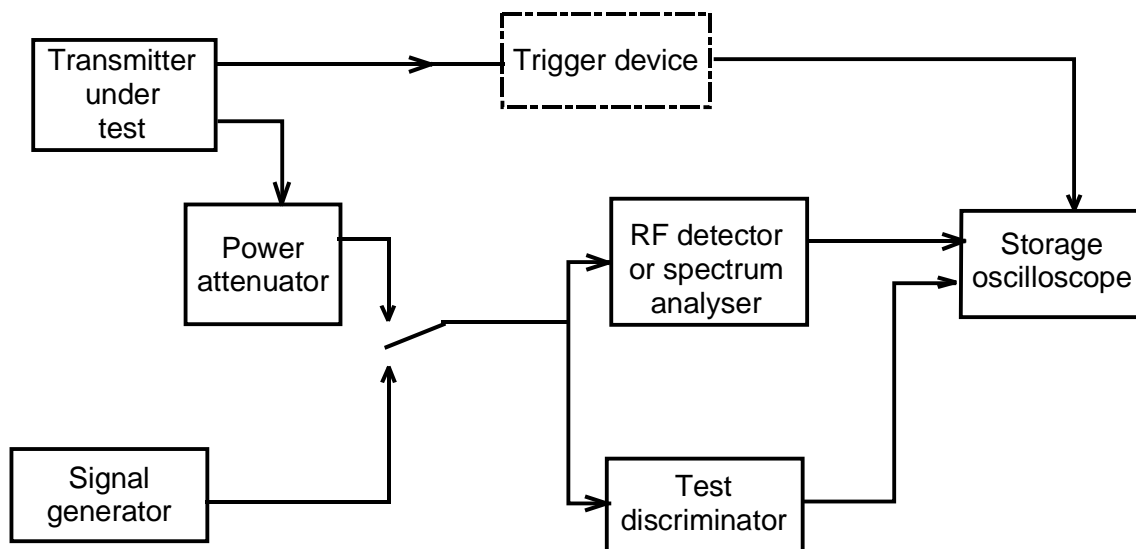 Transmitter
under
test
Trigger device
Power
attenuator
RF detector
or spectrum
analyser
Storage
oscilloscope
Signal
generator
Test
discriminator